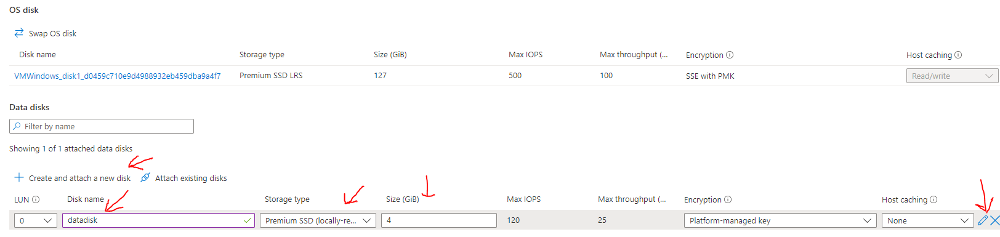 OS disk
Swap OS disk
Disk name Storage type Size (GiB) Max IOPS Max throughput (... Encryption Host caching
VMWindows_disk1_d0459c710e9d4988932eb459dba9a4f7 Premium SSD LRS 127 500 100 SSE with PMK Read/write
Data disks
Filter by name
Showing 1 of 1 attached data disks
Create and attach a new disk Attach existing disks
LUN Disk name Storage type Size (GiB) Max IOPS Max throughput (... Encryption Host caching
0 datadisk Premium SSD (locally-re... 4 120 25 Platform-managed key None